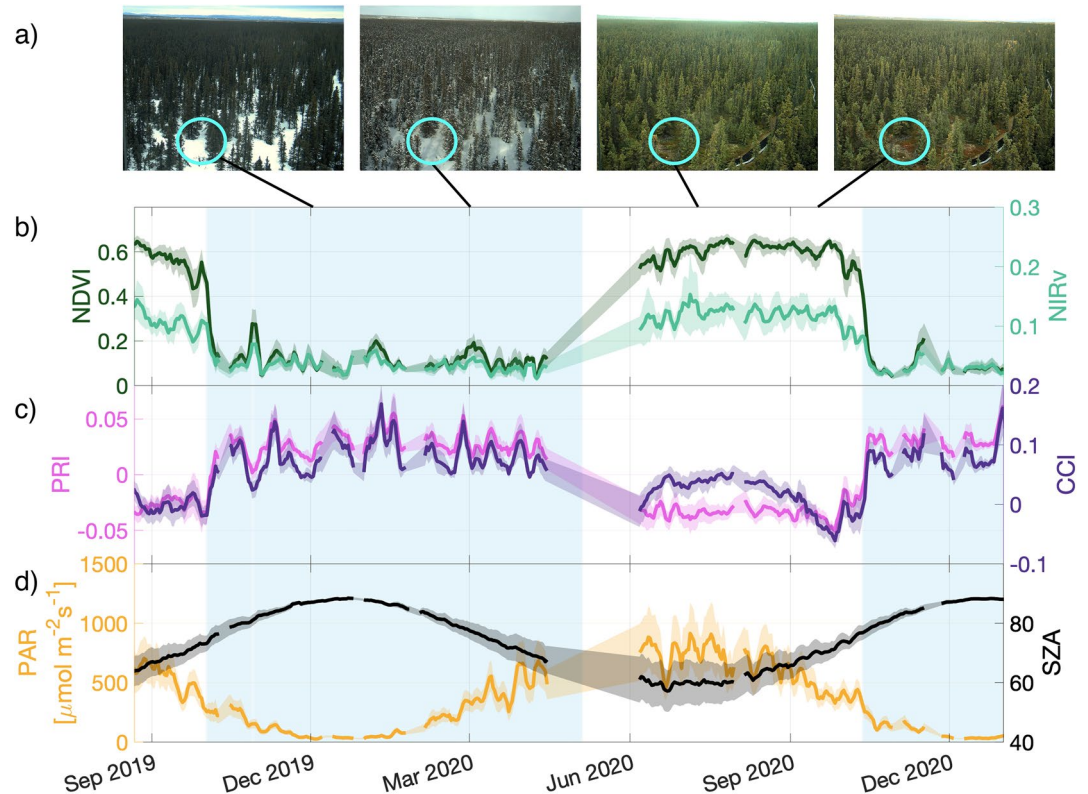 a)
b)
NDVI
0.6
0.4
0.2
0
0.3
0.2
0.1
0
NIRv
c)
PRI
0.05
0
-0.05
0.2
0.1
0
-0.1
CCI
d)
PAR
[μmol m⁻²s⁻¹]
1500
1000
500
0
80
60
40
SZA
Sep 2019
Dec 2019
Mar 2020
Jun 2020
Sep 2020
Dec 2020